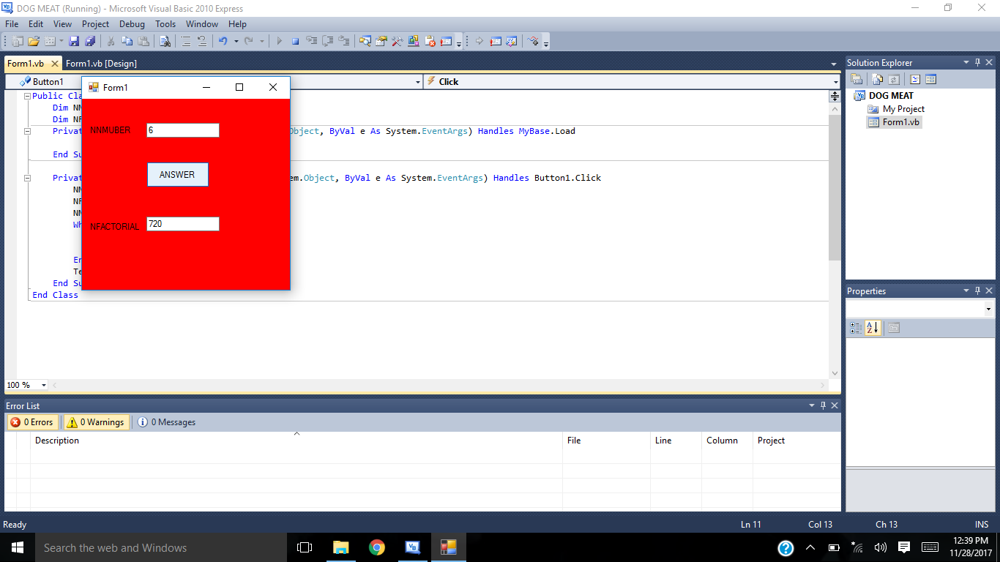 DOG MEAT (Running) - Microsoft Visual Basic 2010 Express
File Edit View Project Debug Tools Window Help
Form1.vb Form1.vb [Design]
Button1 Click
Form1
NNMUBER 6
ANSWER
NFACTORIAL 720
Public Cla
Dim NN
Dim NF
Privat Object, ByVal e As System.EventArgs) Handles MyBase.Load
End Su
Privat em.Object, ByVal e As System.EventArgs) Handles Button1.Click
NN
NF
NN
Wh
En
Te
End Su
End Class
100 %
Solution Explorer
DOG MEAT
My Project
Form1.vb
Properties
Error List
0 Errors 0 Warnings 0 Messages
Description File Line Column Project
Ready Ln 11 Col 13 Ch 13 INS
Search the web and Windows
12:39 PM
11/28/2017